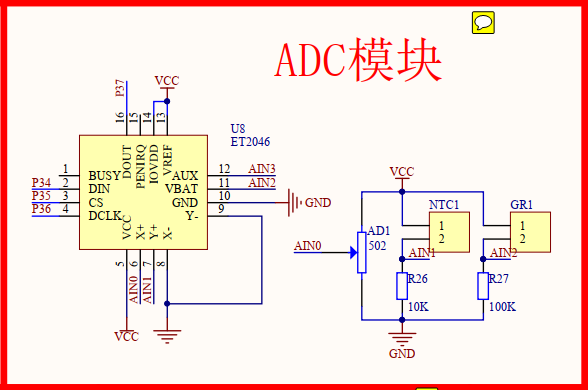 ADC模块
P37
VCC
16
15
14
13
U8
ET2046
DOUT
PENIRQ
IOVDD
VREF
1 BUSY AUX 12 AIN3
P34 2 DIN VBAT 11 AIN2
P35 3 CS GND 10 GND
P36 4 DCLK Y- 9
VCC
X+
Y+
X-
5
6
7
8
AIN0
AIN1
VCC
VCC
NTC1
GR1
AD1
502
AIN0
1
2
1
2
AIN1
AIN2
R26
R27
10K
100K
GND